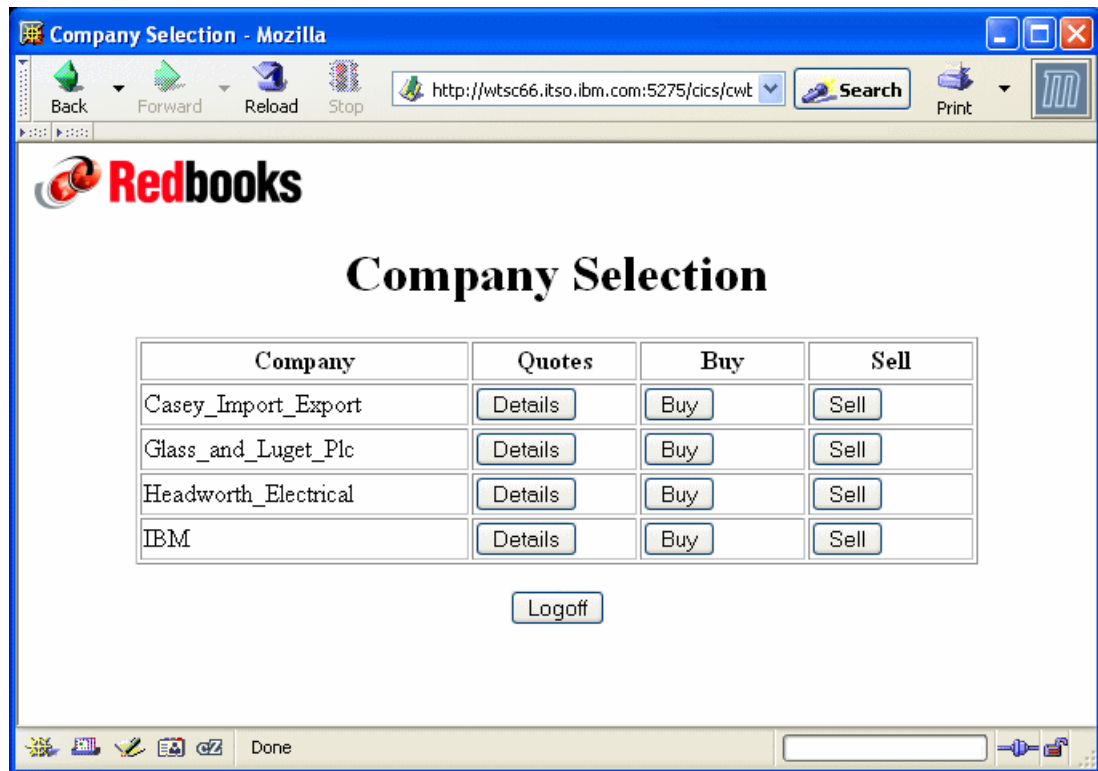 Company Selection - Mozilla
Back Forward Reload Stop http://wtsc66.itso.ibm.com:5275/cics/cwb Search Print
Redbooks
Company Selection
Company Quotes Buy Sell
Casey_Import_Export Details Buy Sell
Glass_and_Luget_Plc Details Buy Sell
Headworth_Electrical Details Buy Sell
IBM Details Buy Sell
Logoff
Done